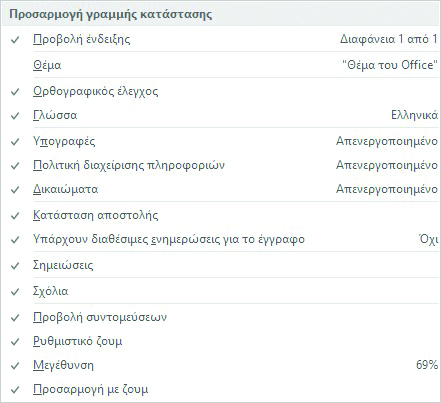 Προσαρμογή γραμμής κατάστασης
Προβολή ένδειξης Διαφάνεια 1 από 1
Θέμα "Θέμα του Office"
Ορθογραφικός έλεγχος
Γλώσσα Ελληνικά
Υπογραφές Απενεργοποιημένο
Πολιτική διαχείρισης πληροφοριών Απενεργοποιημένο
Δικαιώματα Απενεργοποιημένο
Κατάσταση αποστολής
Υπάρχουν διαθέσιμες ενημερώσεις για το έγγραφο Όχι
Σημειώσεις
Σχόλια
Προβολή συντομεύσεων
Ρυθμιστικό ζουμ
Μεγέθυνση 69%
Προσαρμογή με ζουμ